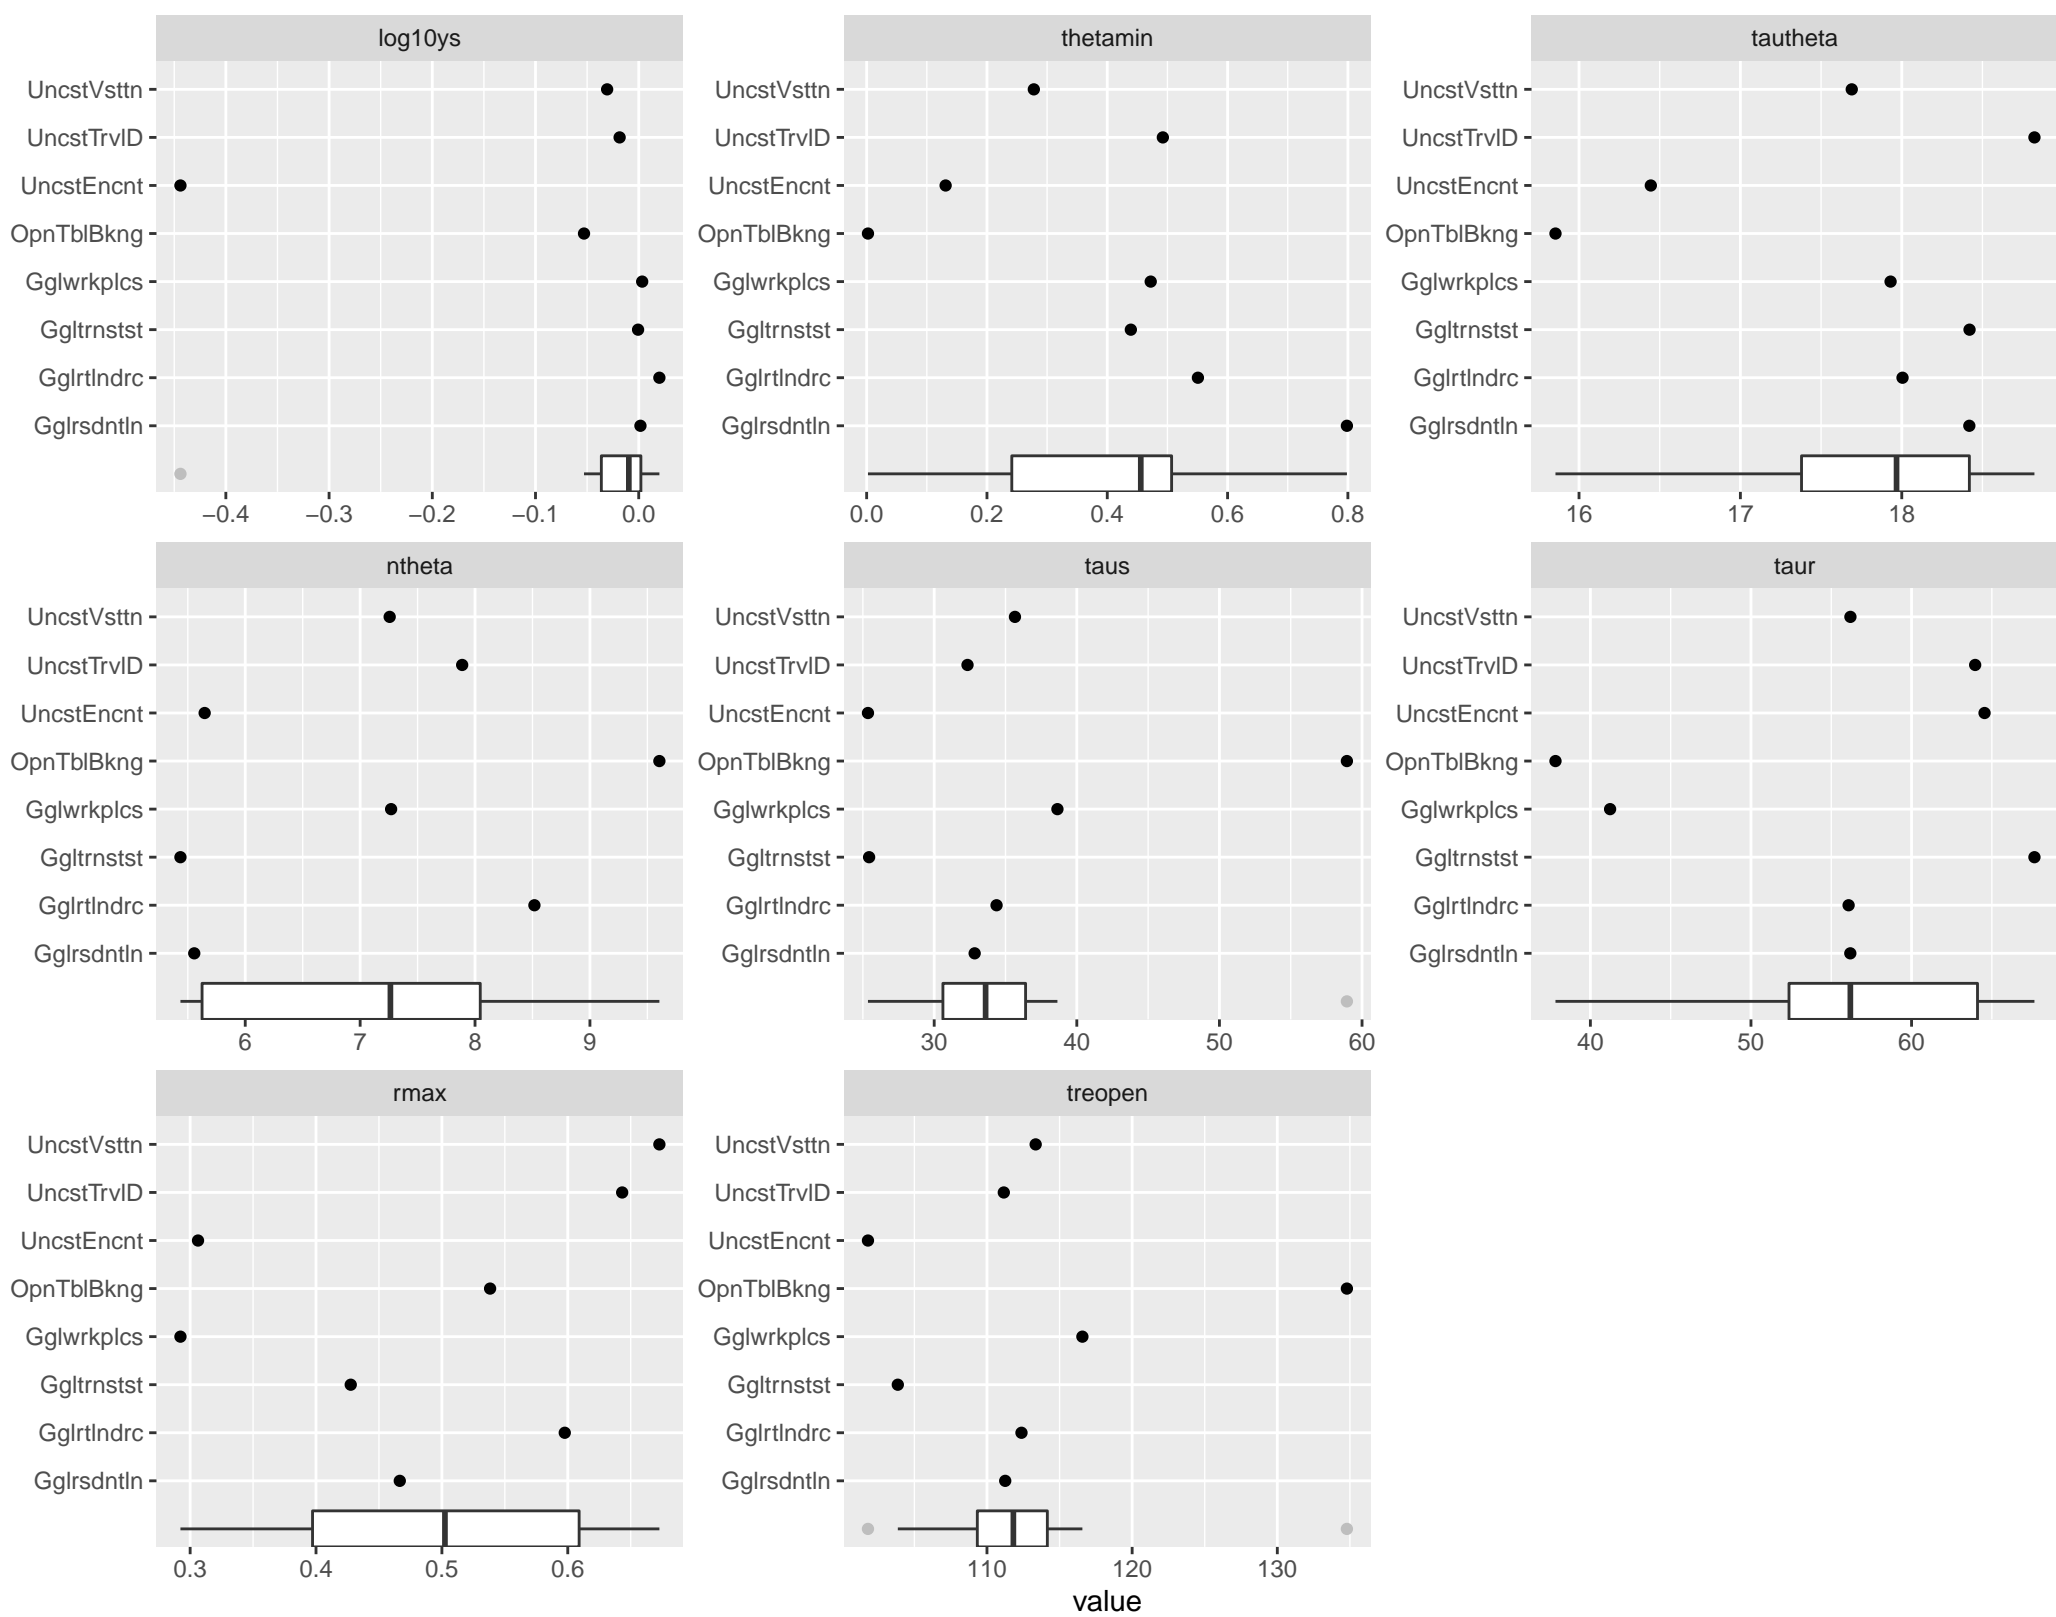 log10ys
UncstVsttn
UncstTrvlD
UncstEncnt
OpnTblBkng
Gglwrkplcs
Ggltrnstst
Gglrtlndrc
Gglrsdntln
−0.4 −0.3 −0.2 −0.1 0.0
thetamin
UncstVsttn
UncstTrvlD
UncstEncnt
OpnTblBkng
Gglwrkplcs
Ggltrnstst
Gglrtlndrc
Gglrsdntln
0.0 0.2 0.4 0.6 0.8
tautheta
UncstVsttn
UncstTrvlD
UncstEncnt
OpnTblBkng
Gglwrkplcs
Ggltrnstst
Gglrtlndrc
Gglrsdntln
16 17 18
ntheta
UncstVsttn
UncstTrvlD
UncstEncnt
OpnTblBkng
Gglwrkplcs
Ggltrnstst
Gglrtlndrc
Gglrsdntln
6 7 8 9
taus
UncstVsttn
UncstTrvlD
UncstEncnt
OpnTblBkng
Gglwrkplcs
Ggltrnstst
Gglrtlndrc
Gglrsdntln
30 40 50 60
taur
UncstVsttn
UncstTrvlD
UncstEncnt
OpnTblBkng
Gglwrkplcs
Ggltrnstst
Gglrtlndrc
Gglrsdntln
40 50 60
rmax
UncstVsttn
UncstTrvlD
UncstEncnt
OpnTblBkng
Gglwrkplcs
Ggltrnstst
Gglrtlndrc
Gglrsdntln
0.3 0.4 0.5 0.6
treopen
UncstVsttn
UncstTrvlD
UncstEncnt
OpnTblBkng
Gglwrkplcs
Ggltrnstst
Gglrtlndrc
Gglrsdntln
110 120 130
value